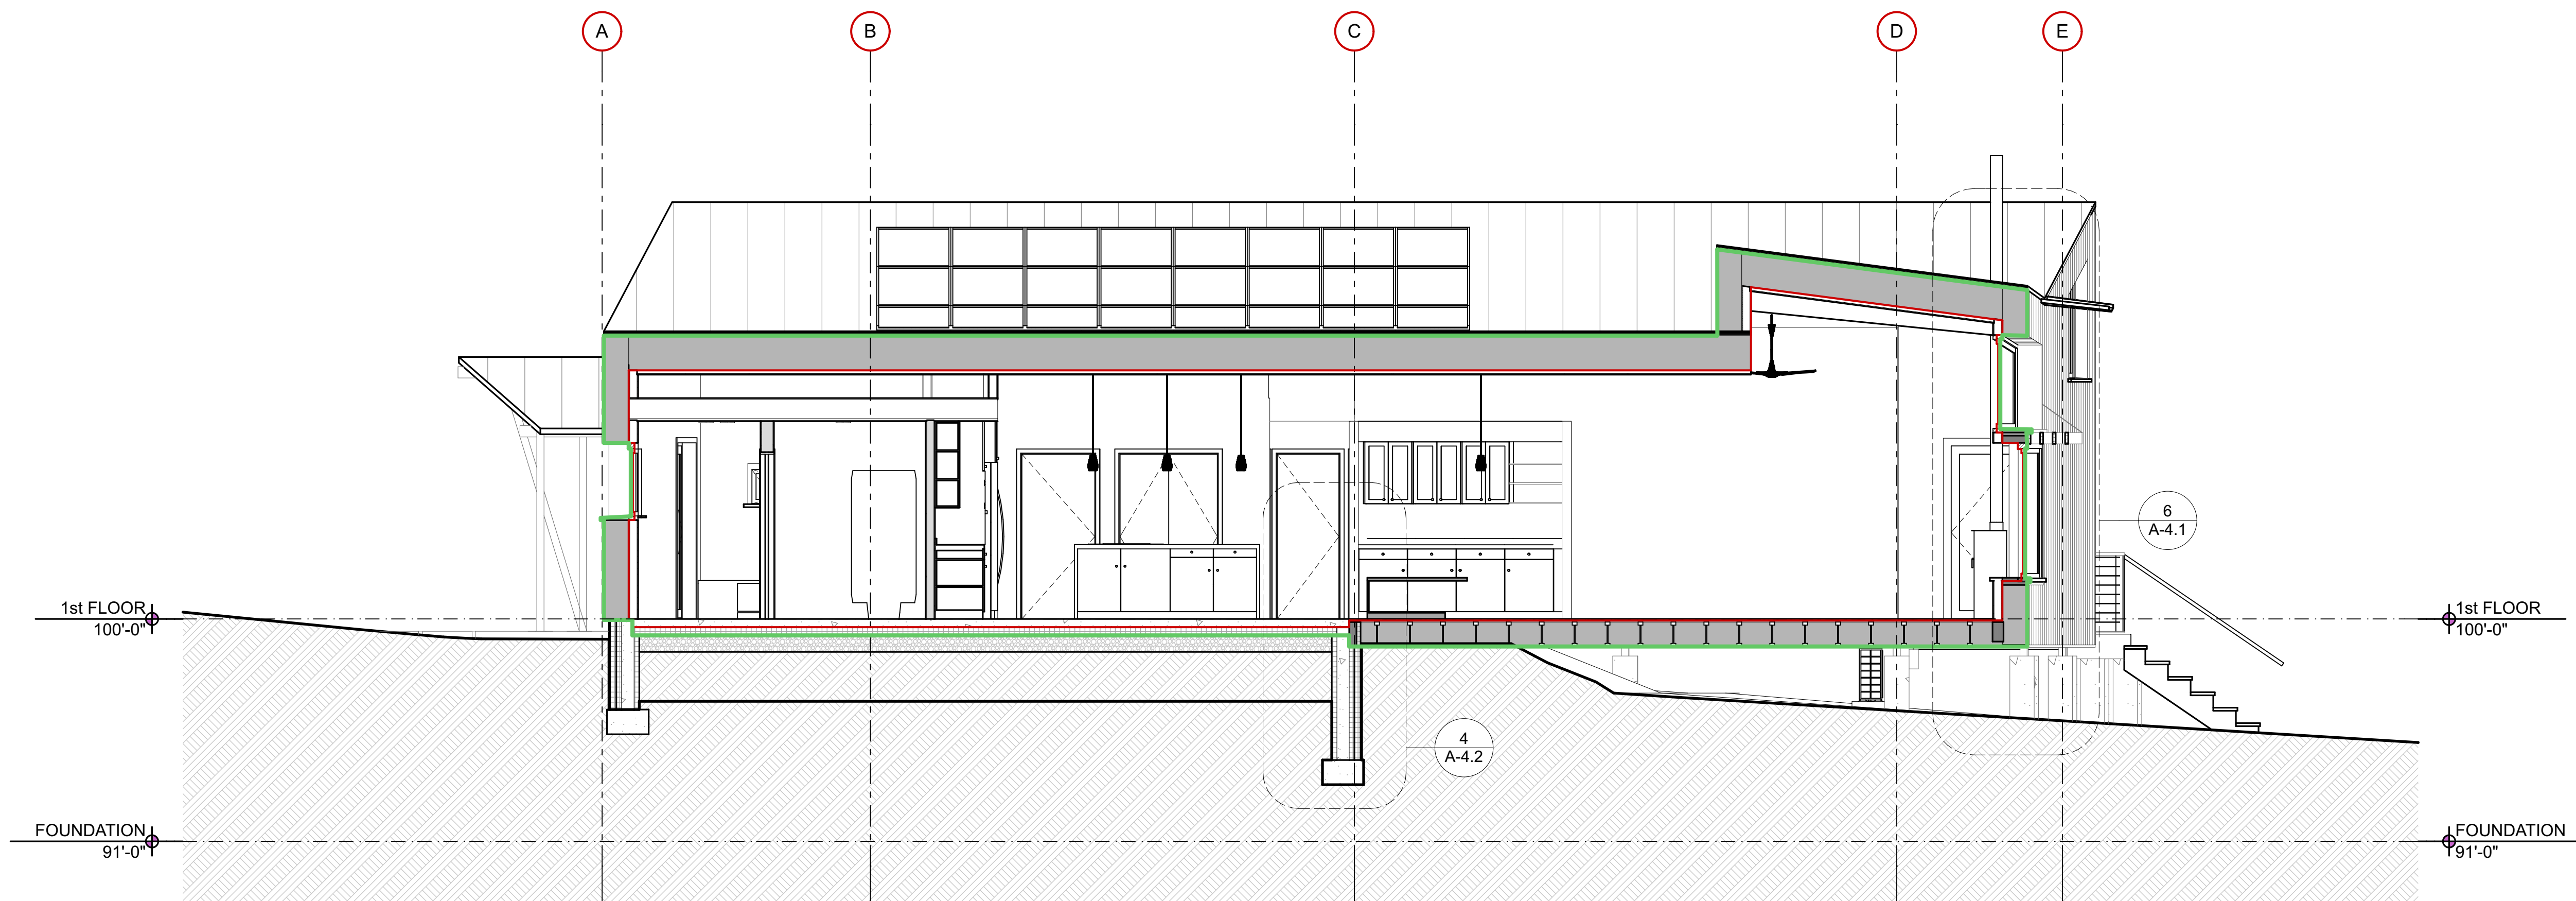 A
B
C
D
E
6
A-4.1
1st FLOOR
100'-0"
1st FLOOR
100'-0"
4
A-4.2
FOUNDATION
91'-0"
FOUNDATION
91'-0"